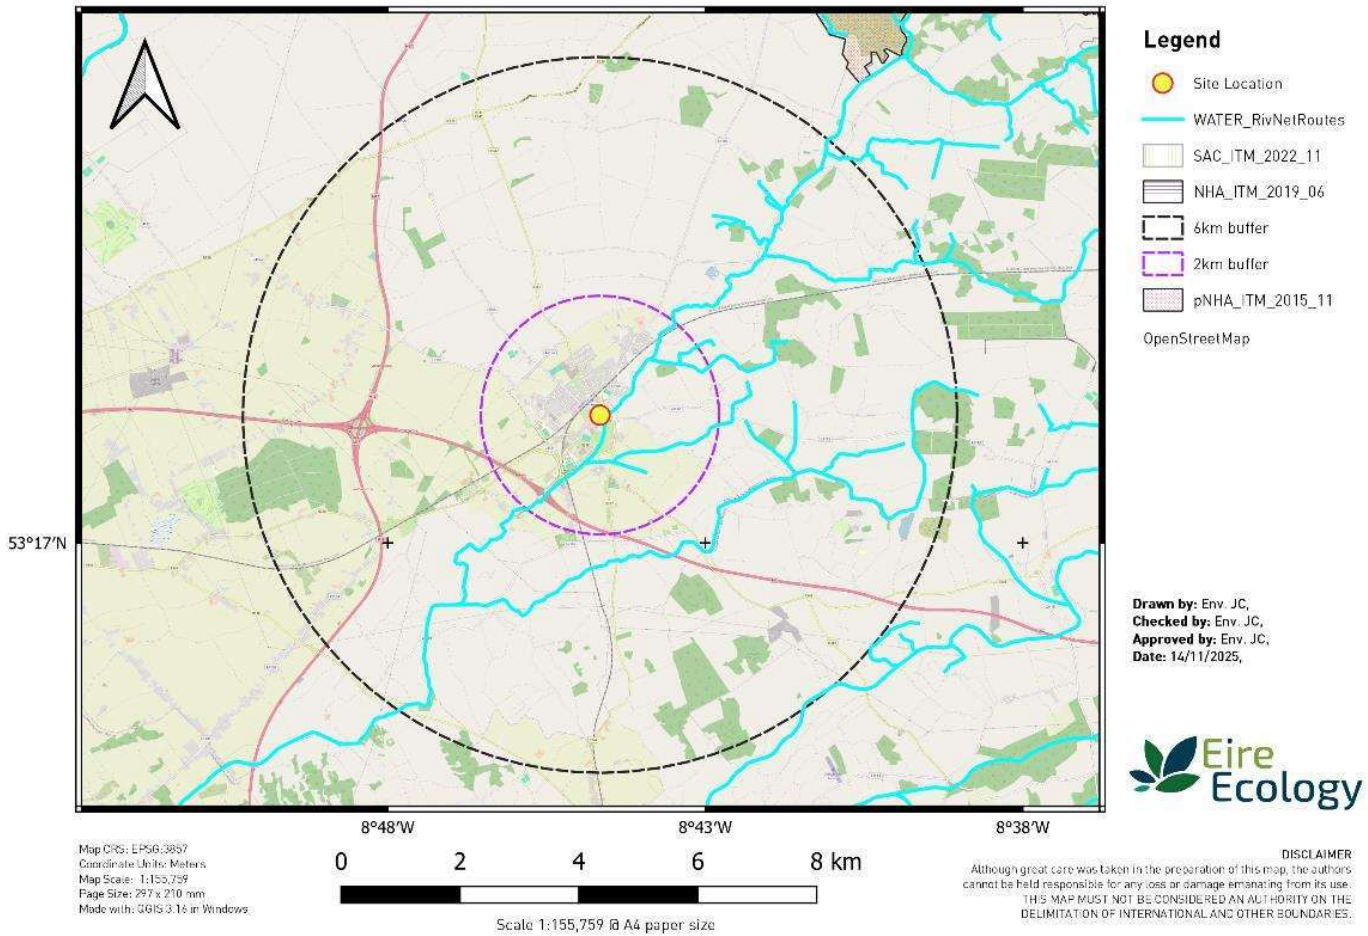 Legend
Site Location
WATER_RivNetRoutes
SAC_ITM_2022_11
NHA_ITM_2019_06
6km buffer
2km buffer
pNHA_ITM_2015_11
OpenStreetMap
53°17'N
Drawn by: Env. JC,
Checked by: Env. JC,
Approved by: Env. JC,
Date: 14/11/2025,
Eire
Ecology
8°48'W
8°43'W
8°38'W
Map CRS: EPSG:3857
Coordinate Units: Meters
Map Scale: 1:155,759
Page Size: 297 x 210 mm
Made with: QGIS 3.16 in Windows
0 2 4 6 8 km
Scale 1:155,759 @ A4 paper size
DISCLAIMER
Although great care was taken in the preparation of this map, the authors
cannot be held responsible for any loss or damage emanating from its use.
THIS MAP MUST NOT BE CONSIDERED AN AUTHORITY ON THE
DELIMITATION OF INTERNATIONAL AND OTHER BOUNDARIES.